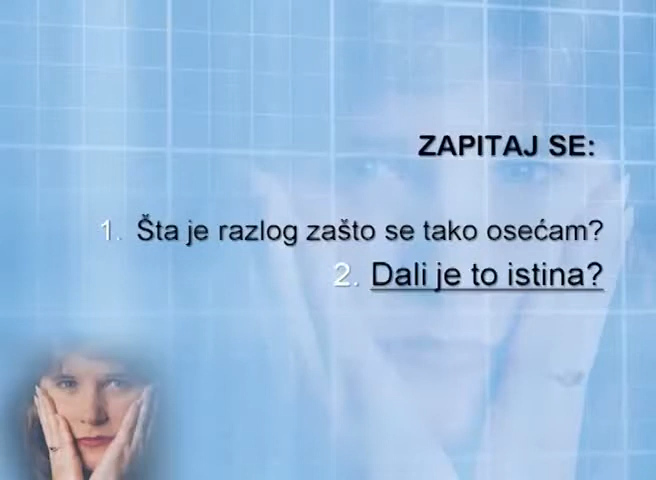 ZAPITAJ SE:
1. Šta je razlog zašto se tako osećam?
2. Dali je to istina?